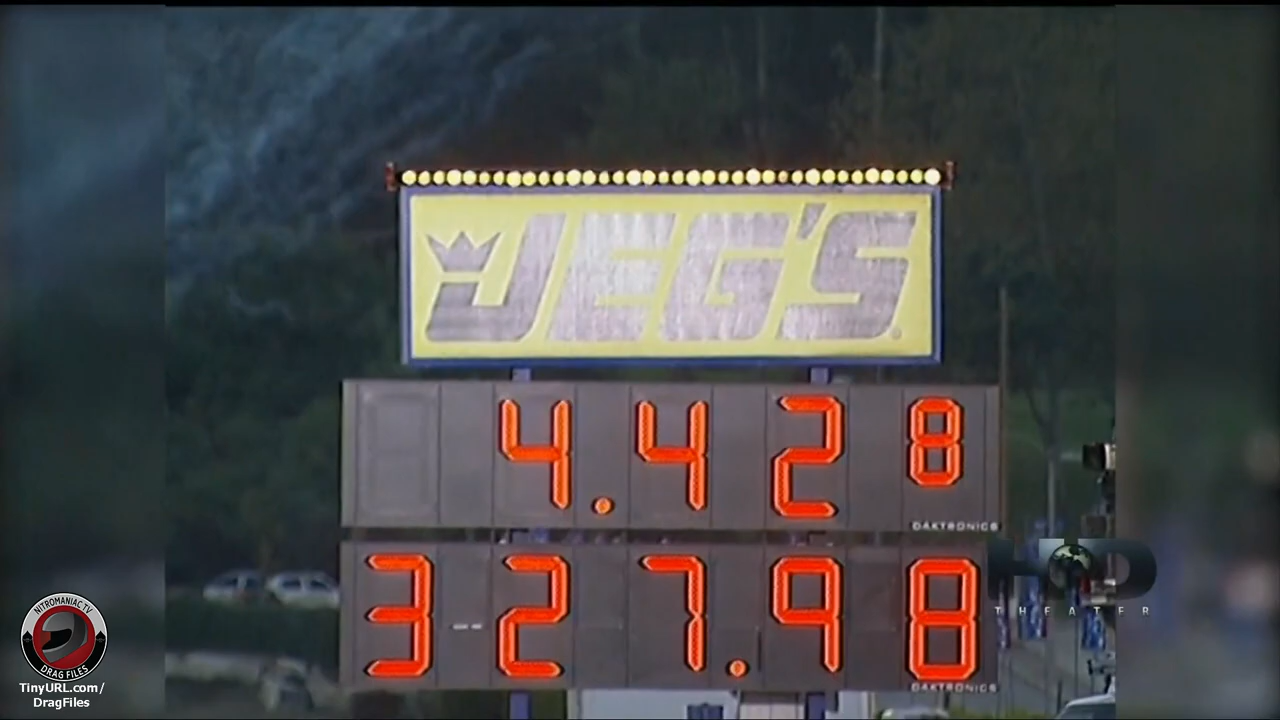 JEG'S
4.428
DAKTRONICS
327.98
DAKTRONICS
HD
THEATER
NITROMANIAC TV
DRAG FILES
TinyURL.com/
DragFiles